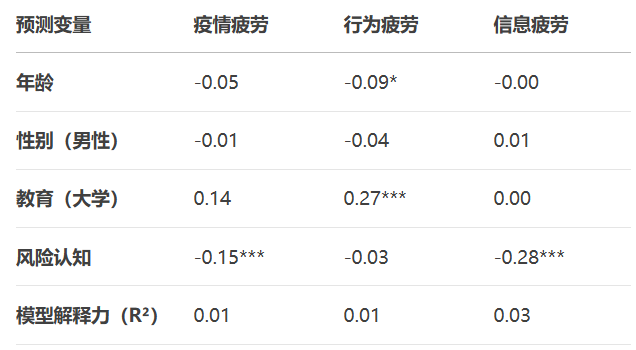 预测变量 疫情疲劳 行为疲劳 信息疲劳
年龄 -0.05 -0.09* -0.00
性别（男性） -0.01 -0.04 0.01
教育（大学） 0.14 0.27*** 0.00
风险认知 -0.15*** -0.03 -0.28***
模型解释力（R²） 0.01 0.01 0.03